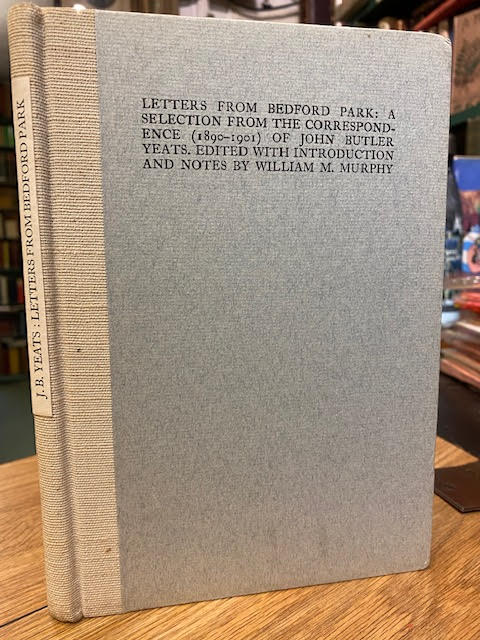 LETTERS FROM BEDFORD PARK: A
SELECTION FROM THE CORRESPOND-
ENCE (1890–1901) OF JOHN BUTLER
YEATS. EDITED WITH INTRODUCTION
AND NOTES BY WILLIAM M. MURPHY
J.B. YEATS : LETTERS FROM BEDFORD PARK